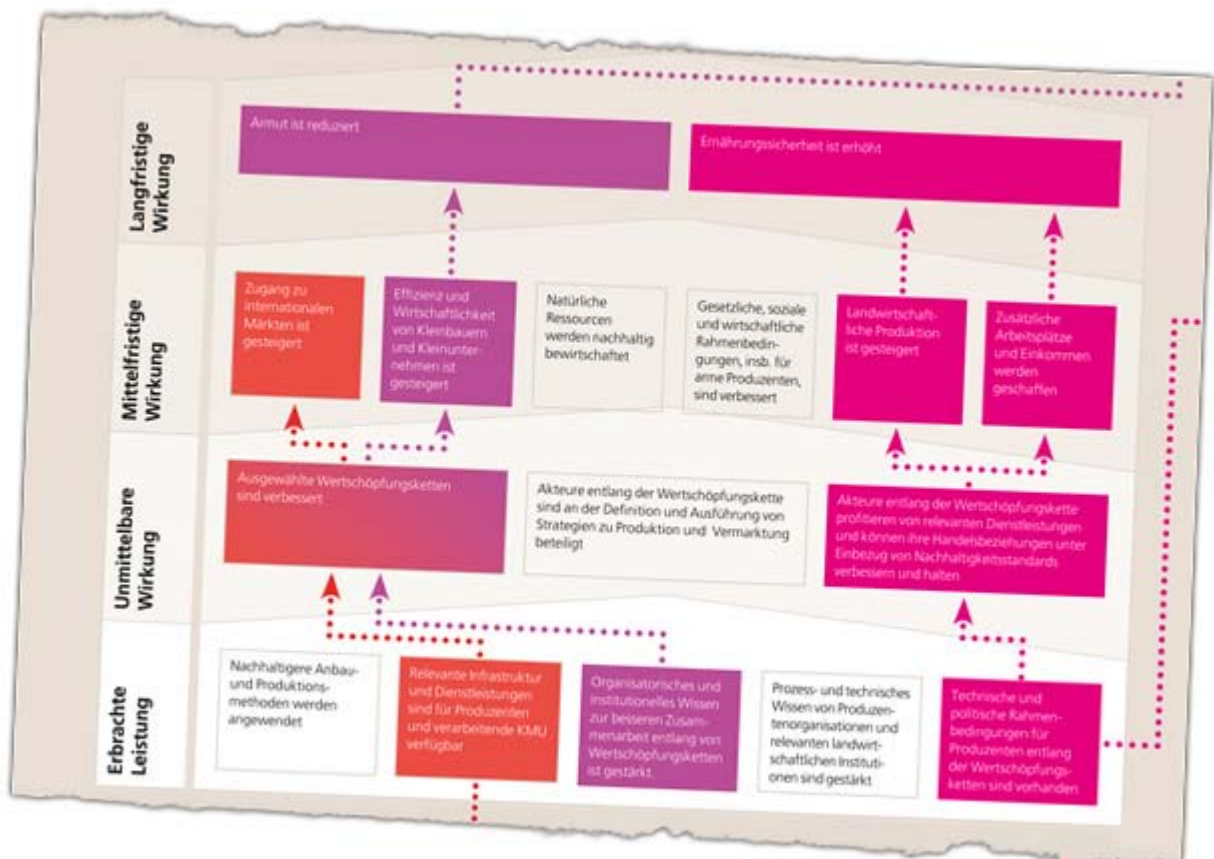 Langfristige
Wirkung
Armut ist reduziert
Ernährungssicherheit ist erhöht
Mittelfristige
Wirkung
Zugang zu
internationalen
Märkten ist
gesteigert
Effizienz und
Wirtschaftlichkeit
von Kleinbauern
und Kleinunter-
nehmen ist
gesteigert
Natürliche
Ressourcen
werden nachhaltig
bewirtschaftet
Gesetzliche, soziale
und wirtschaftliche
Rahmenbedin-
gungen, insb. für
arme Produzenten,
sind verbessert
Landwirtschaft-
liche Produktion
ist gesteigert
Zusätzliche
Arbeitsplätze
und Einkommen
werden
geschaffen
Unmittelbare
Wirkung
Ausgewählte Wertschöpfungsketten
sind verbessert
Akteure entlang der Wertschöpfungskette
sind an der Definition und Ausführung von
Strategien zu Produktion und Vermarktung
beteiligt
Akteure entlang der Wertschöpfungskette
profitieren von relevanten Dienstleistungen
und können ihre Handelsbeziehungen unter
Einbezug von Nachhaltigkeitsstandards
verbessern und halten
Erbrachte
Leistung
Nachhaltigere Anbau-
und Produktions-
methoden werden
angewendet
Relevante Infrastruktur
und Dienstleistungen
sind für Produzenten
und verarbeitende KMU
verfügbar
Organisatorisches und
institutionelles Wissen
zur besseren Zusam-
menarbeit entlang von
Wertschöpfungsketten
ist gestärkt.
Prozess- und technisches
Wissen von Produzen-
tenorganisationen und
relevanten landwirt-
schaftlichen Instituti-
onen sind gestärkt
Technische und
politische Rahmen-
bedingungen für
Produzenten entlang
der Wertschöpfungs-
ketten sind vorhanden